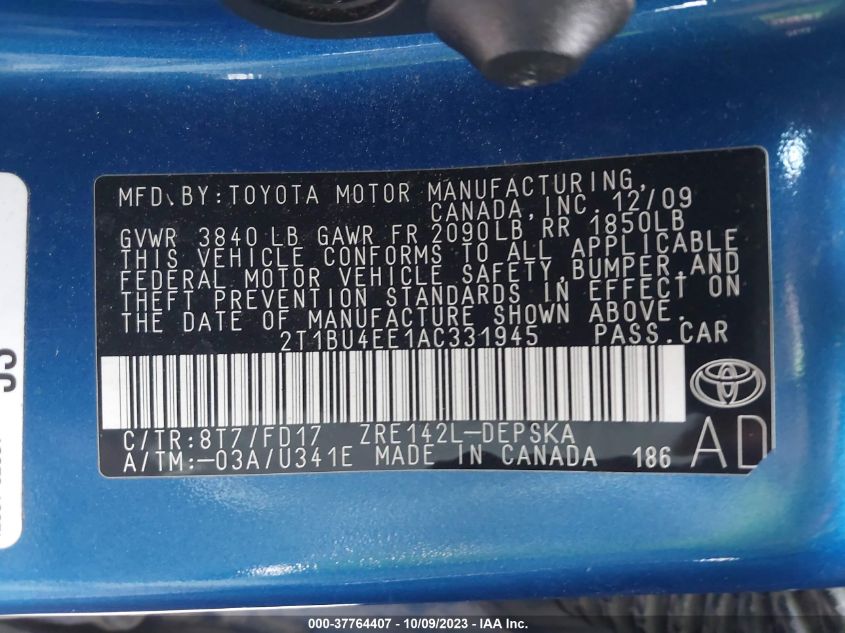 MFD.BY:TOYOTA MOTOR MANUFACTURING,
CANADA,INC. 12/09
GVWR 3840 LB GAWR FR 2090LB RR 1850LB
THIS VEHICLE CONFORMS TO ALL APPLICABLE
FEDERAL MOTOR VEHICLE SAFETY,BUMPER,AND
THEFT PREVENTION STANDARDS IN EFFECT ON
THE DATE OF MANUFACTURE SHOWN ABOVE.
2T1BU4EE1AC331945 PASS.CAR
C/TR:8T7/FD17 ZRE142L-DEPSKA
A/TM:-03A/U341E MADE IN CANADA 186
AD
000-37764407 - 10/09/2023 - IAA Inc.